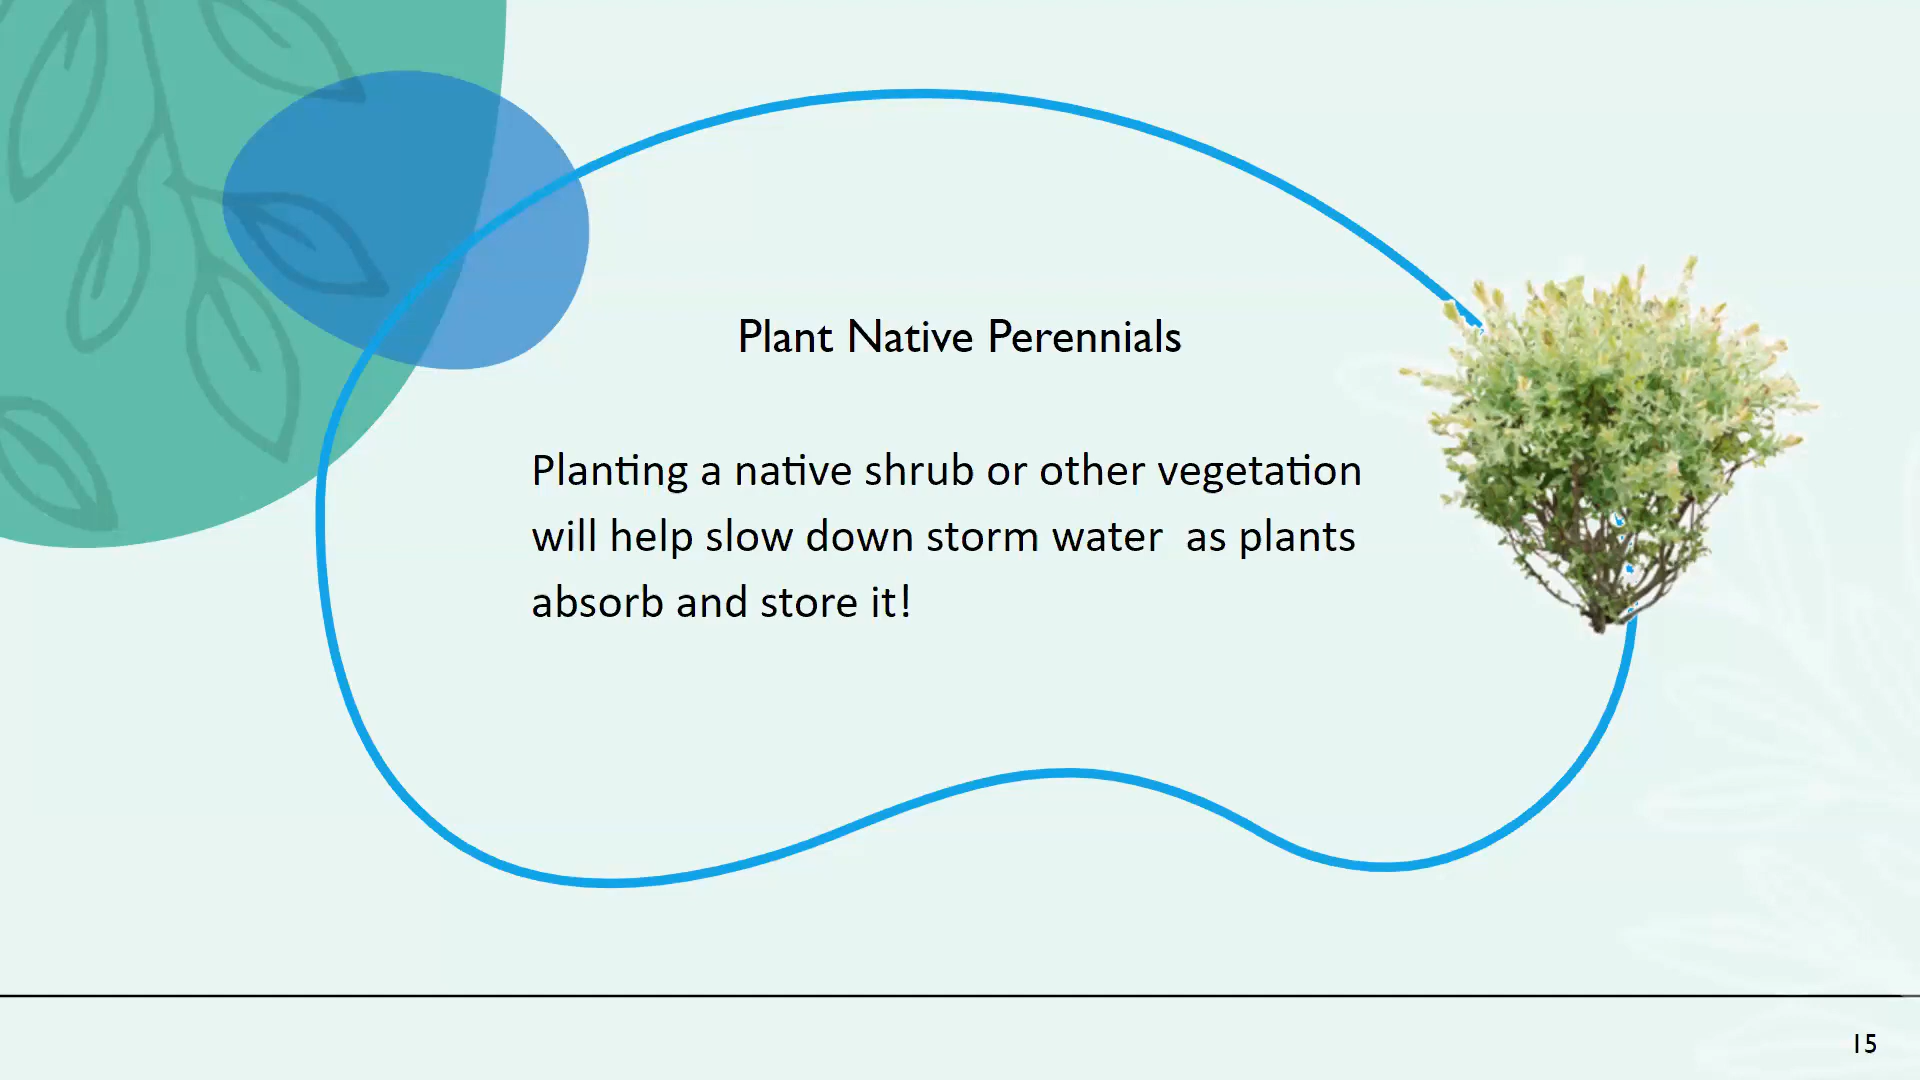 Plant Native Perennials
Planting a native shrub or other vegetation
will help slow down storm water  as plants
absorb and store it!
15